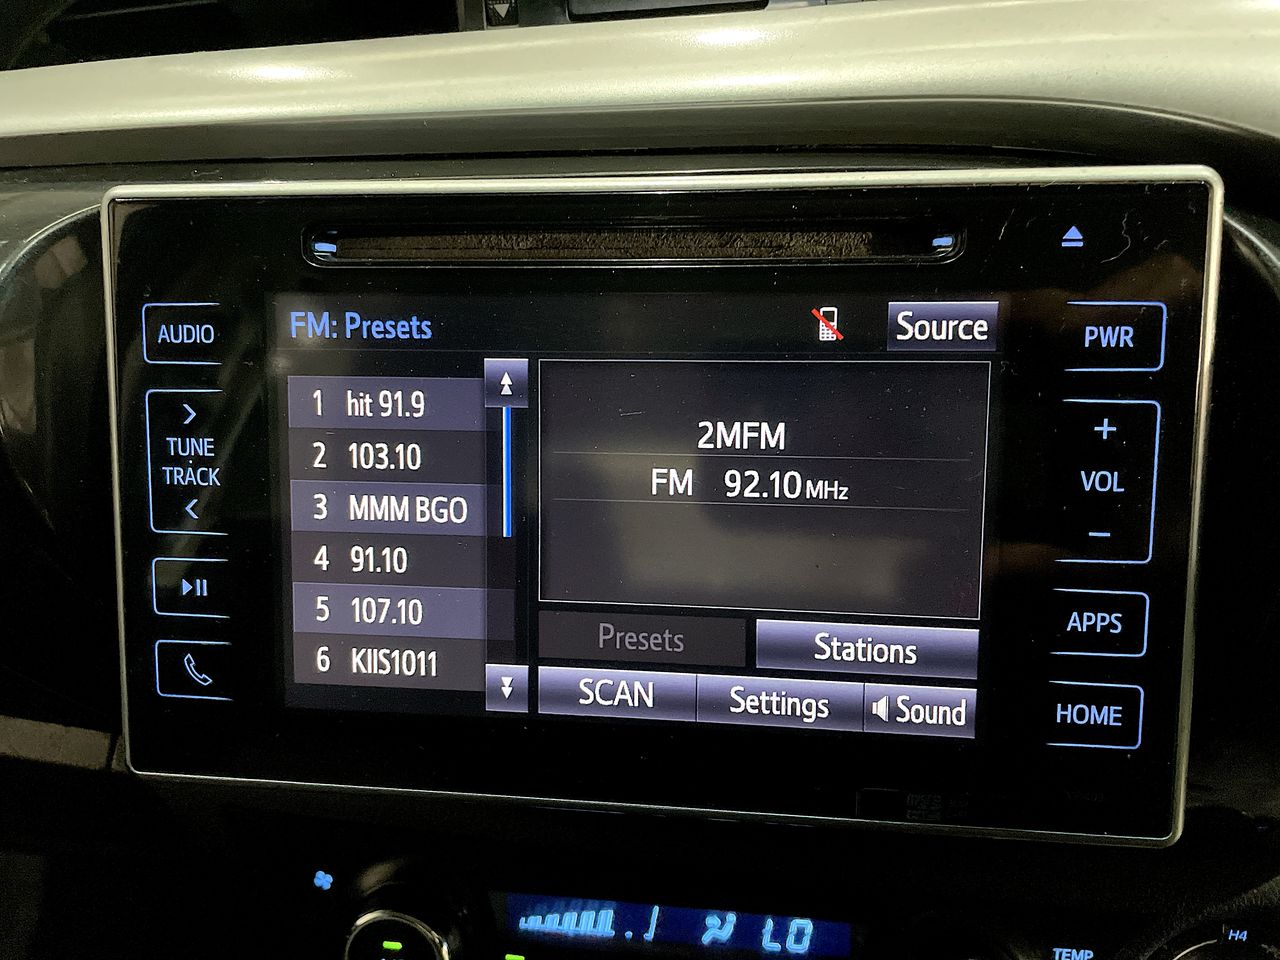 FM: Presets
Source
AUDIO
TUNE
TRACK
1 hit 91.9
2 103.10
3 MMM BGO
4 91.10
5 107.10
6 KIIS1011
2MFM
FM 92.10 MHz
Presets
Stations
SCAN
Settings
Sound
PWR
+
VOL
−
APPS
HOME
LO
TEMP
H4